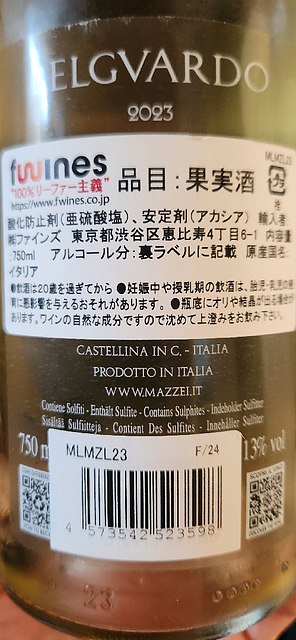 ELGVARDO
2023
MLMZL23
fwines
"100%リーファー主義"
https://www.fwines.co.jp
品目:果実酒
栓
酸化防止剤(亜硫酸塩)、安定剤(アカシア) 輸入者:
㈱ファインズ 東京都渋谷区恵比寿4丁目6-1 内容量
:750ml アルコール分:裏ラベルに記載 原産国名:
イタリア
●飲酒は20歳を過ぎてから ●妊娠中や授乳期の飲酒は、胎児・乳児の発
育に悪影響を与えるおそれがあります。 ●瓶底にオリや結晶が出る場合が
ありますが、ワインの自然な成分ですので沈めて上澄みをお飲み下さい。
CASTELLINA IN C. - ITALIA
PRODOTTO IN ITALIA
WWW.MAZZEI.IT
Contiene Solfiti - Enthält Sulfite - Contains Sulphites - Indeholder Sulfitter
Sisältää Sulfiitteja - Contient Des Sulfites - Innehåller Sulfiter
750 m
13% vol
MLMZL23 F/24
4 573542 523598
23